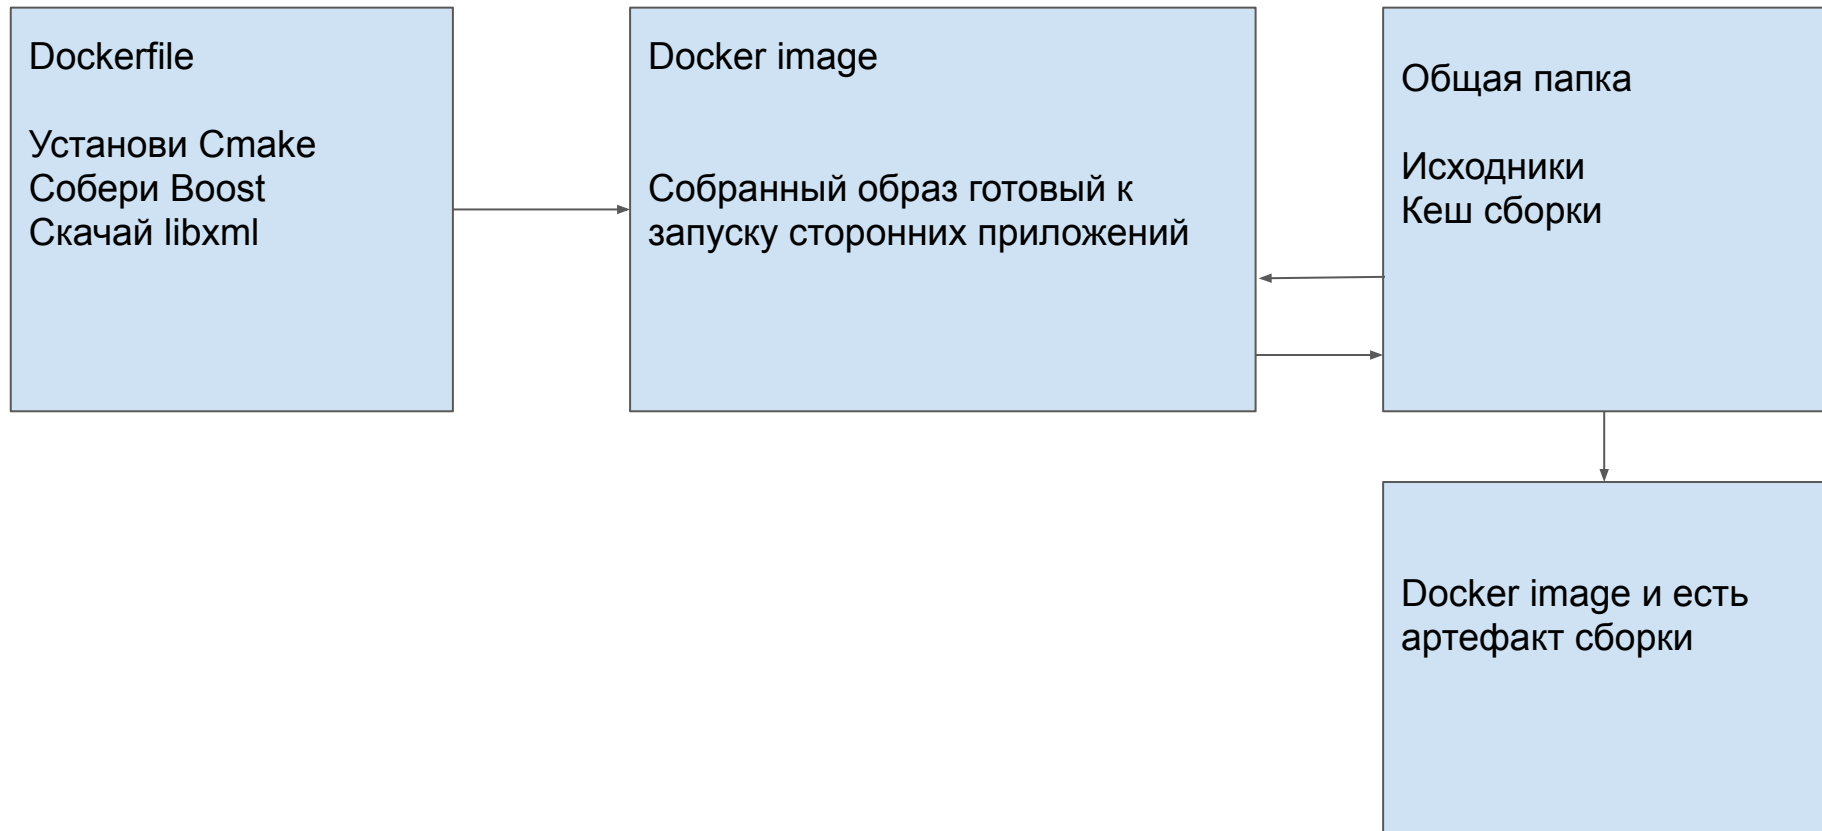 Dockerfile
Установи Cmake
Собери Boost
Скачай libxml
Docker image
Собранный образ готовый к
запуску сторонних приложений
Общая папка
Исходники
Кеш сборки
Docker image и есть
артефакт сборки